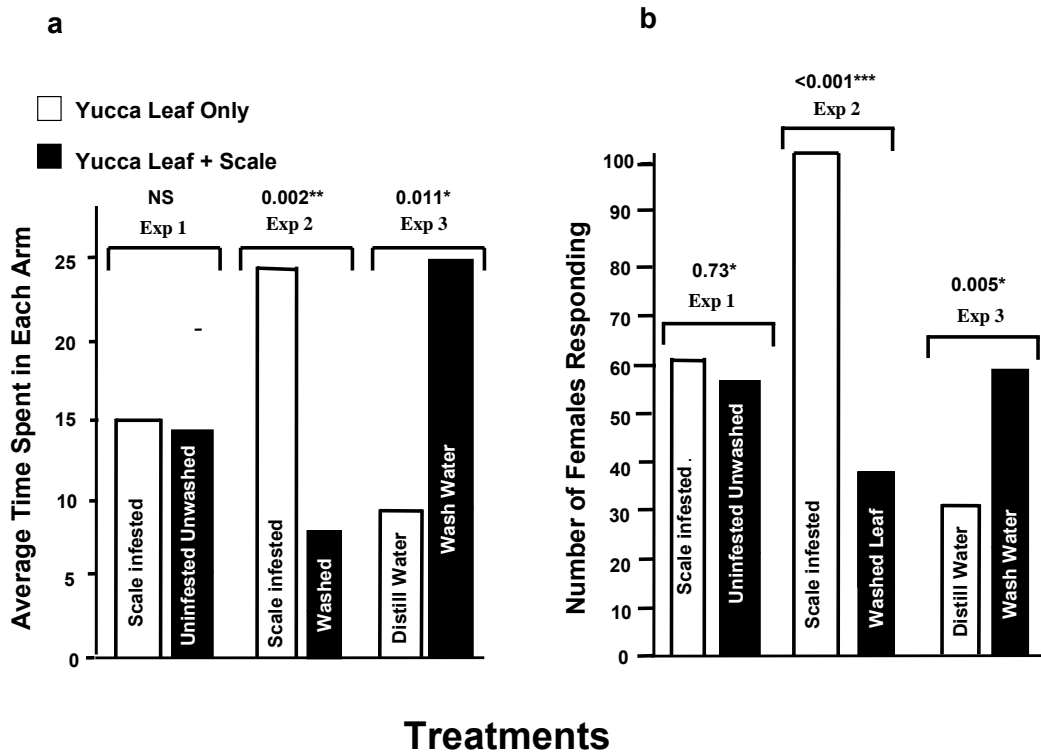 a
Yucca Leaf Only
Yucca Leaf + Scale
NS
Exp 1
0.002**
Exp 2
0.011*
Exp 3
Average Time Spent in Each Arm
25
20
15
10
5
0
Scale infested
Uninfested Unwashed
Scale infested
Washed
Distill Water
Wash Water
b
<0.001***
Exp 2
0.73*
Exp 1
0.005*
Exp 3
Number of Females Responding
100
90
80
70
60
50
40
30
20
10
0
Scale infested .
Uninfested Unwashed
Scale infested
Washed Leaf
Distill Water
Wash Water
Treatments